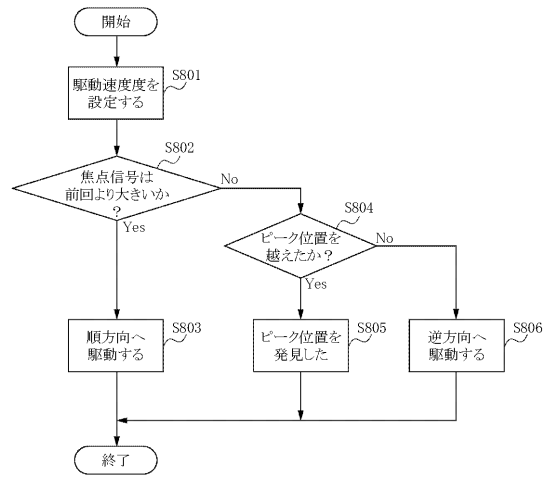 開始
駆動速度度を
設定する
S801
焦点信号は
前回より大きいか
?
S802
No
Yes
ピーク位置を
越えたか?
S804
No
Yes
順方向へ
駆動する
S803
ピーク位置を
発見した
S805
逆方向へ
駆動する
S806
終了